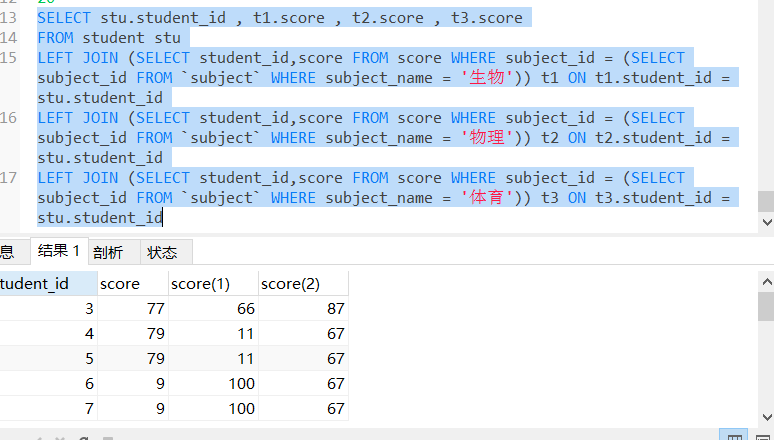 13 SELECT stu.student_id , t1.score , t2.score , t3.score
14 FROM student stu
15 LEFT JOIN (SELECT student_id,score FROM score WHERE subject_id = (SELECT
subject_id FROM `subject` WHERE subject_name = '生物')) t1 ON t1.student_id =
stu.student_id
16 LEFT JOIN (SELECT student_id,score FROM score WHERE subject_id = (SELECT
subject_id FROM `subject` WHERE subject_name = '物理')) t2 ON t2.student_id =
stu.student_id
17 LEFT JOIN (SELECT student_id,score FROM score WHERE subject_id = (SELECT
subject_id FROM `subject` WHERE subject_name = '体育')) t3 ON t3.student_id =
stu.student_id
息 结果 1 剖析 状态
tudent_id score score(1) score(2)
3 77 66 87
4 79 11 67
5 79 11 67
6 9 100 67
7 9 100 67